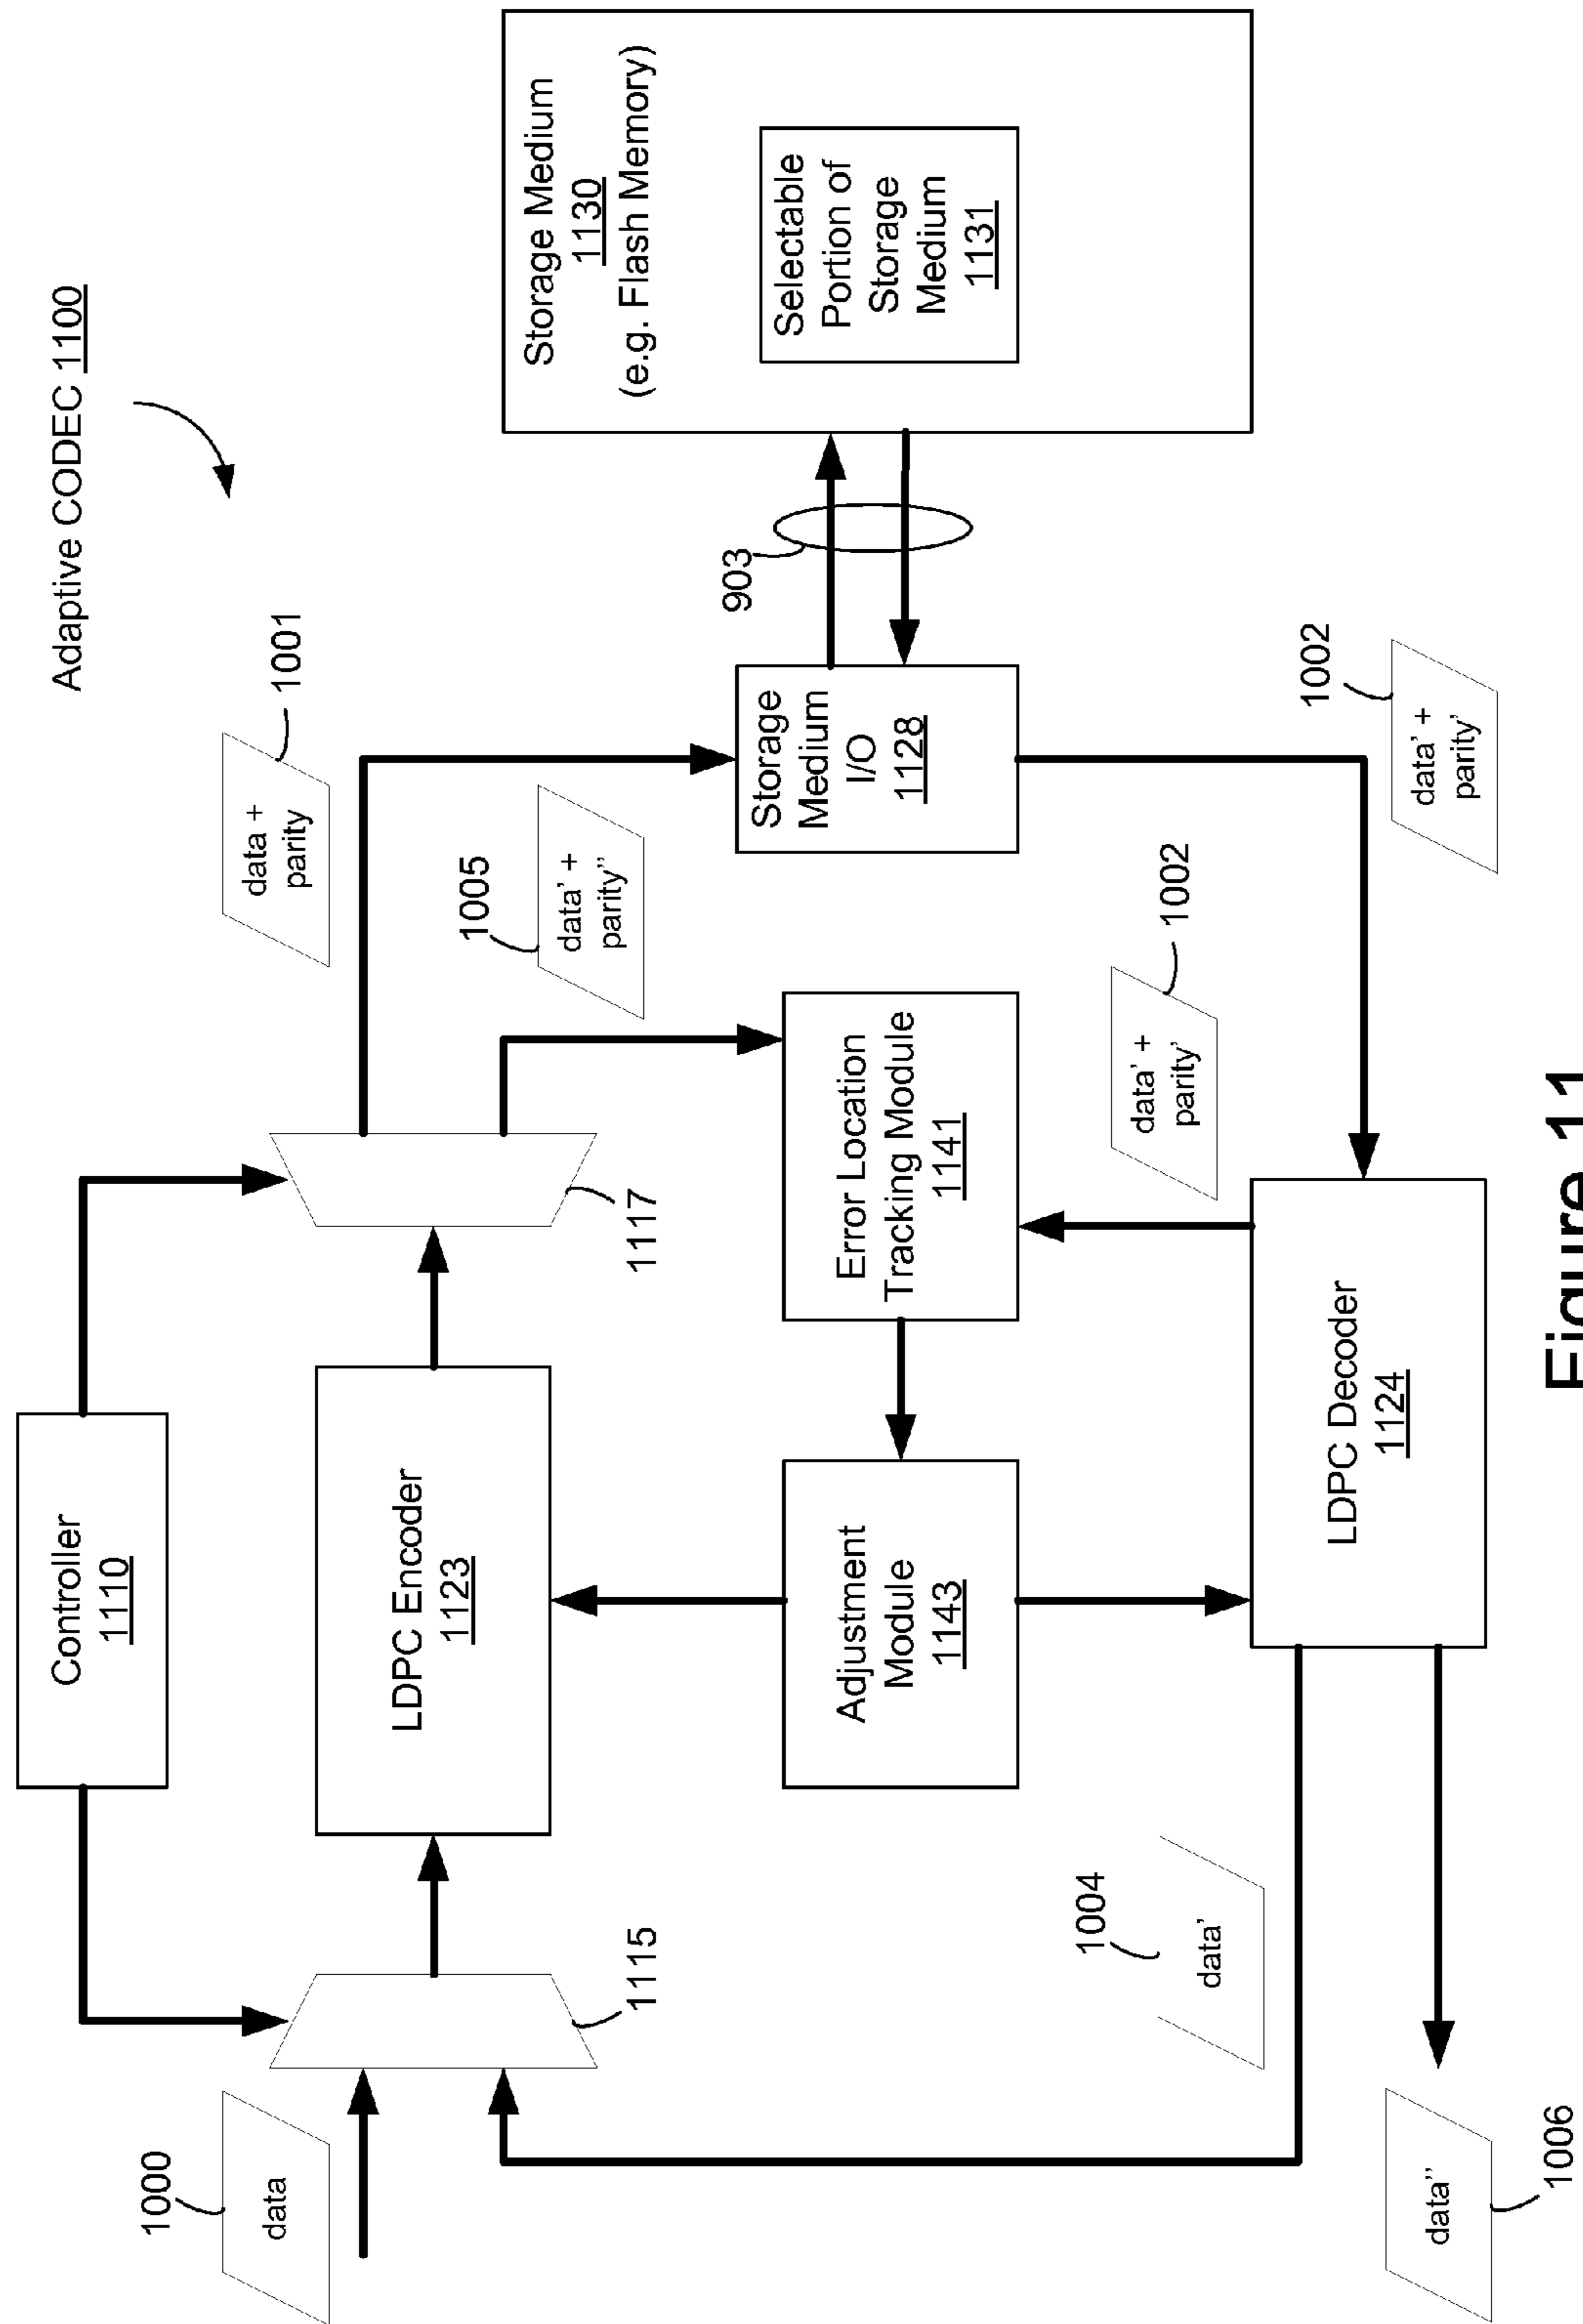 Adaptive CODEC 1100
Controller
1110
1000
data
1115
LDPC Encoder
1123
1117
data +
parity
1001
1005
data' +
parity''
Storage Medium
1130
(e.g. Flash Memory)
Selectable
Portion of
Storage
Medium
1131
903
Storage
Medium
I/O
1128
Adjustment
Module
1143
Error Location
Tracking Module
1141
data' +
parity'
1002
data' +
parity'
1002
1004
data'
LDPC Decoder
1124
data''
1006
Figure 11